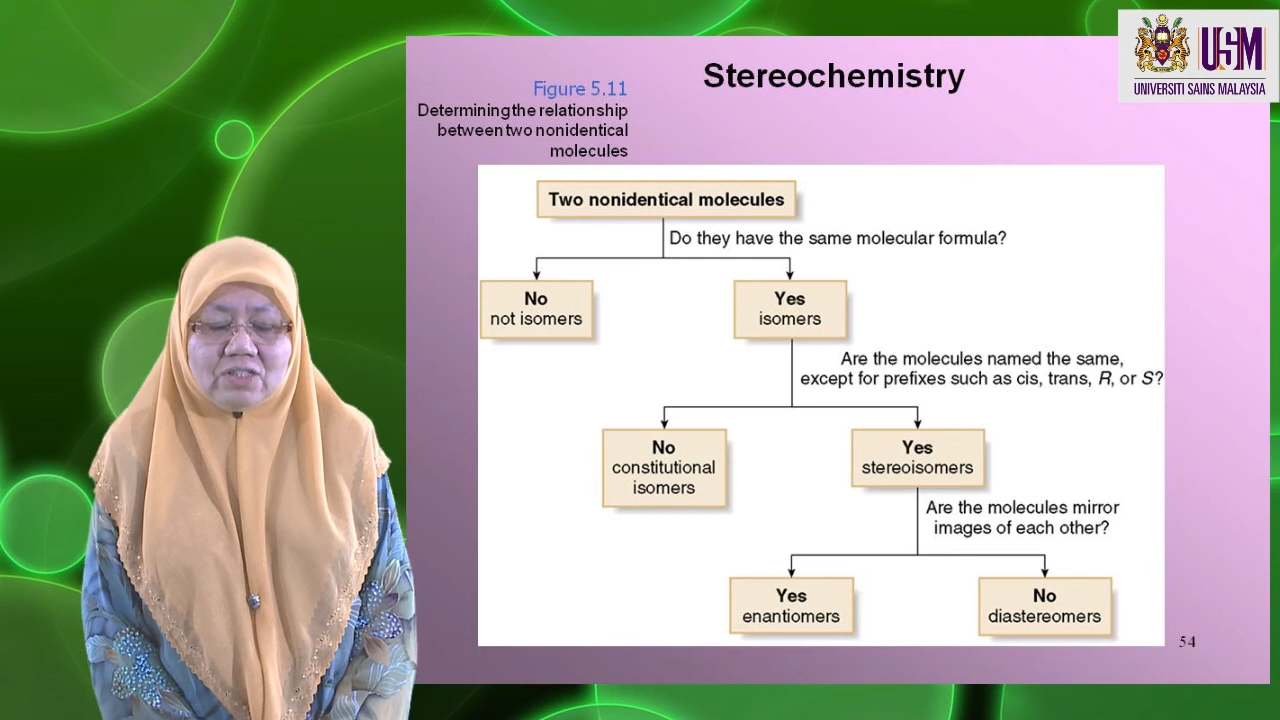 USM
UNIVERSITI SAINS MALAYSIA
Stereochemistry
Figure 5.11
Determining the relationship
between two nonidentical
molecules
Two nonidentical molecules
Do they have the same molecular formula?
No
not isomers
Yes
isomers
Are the molecules named the same,
except for prefixes such as cis, trans, R, or S?
No
constitutional
isomers
Yes
stereoisomers
Are the molecules mirror
images of each other?
Yes
enantiomers
No
diastereomers
54